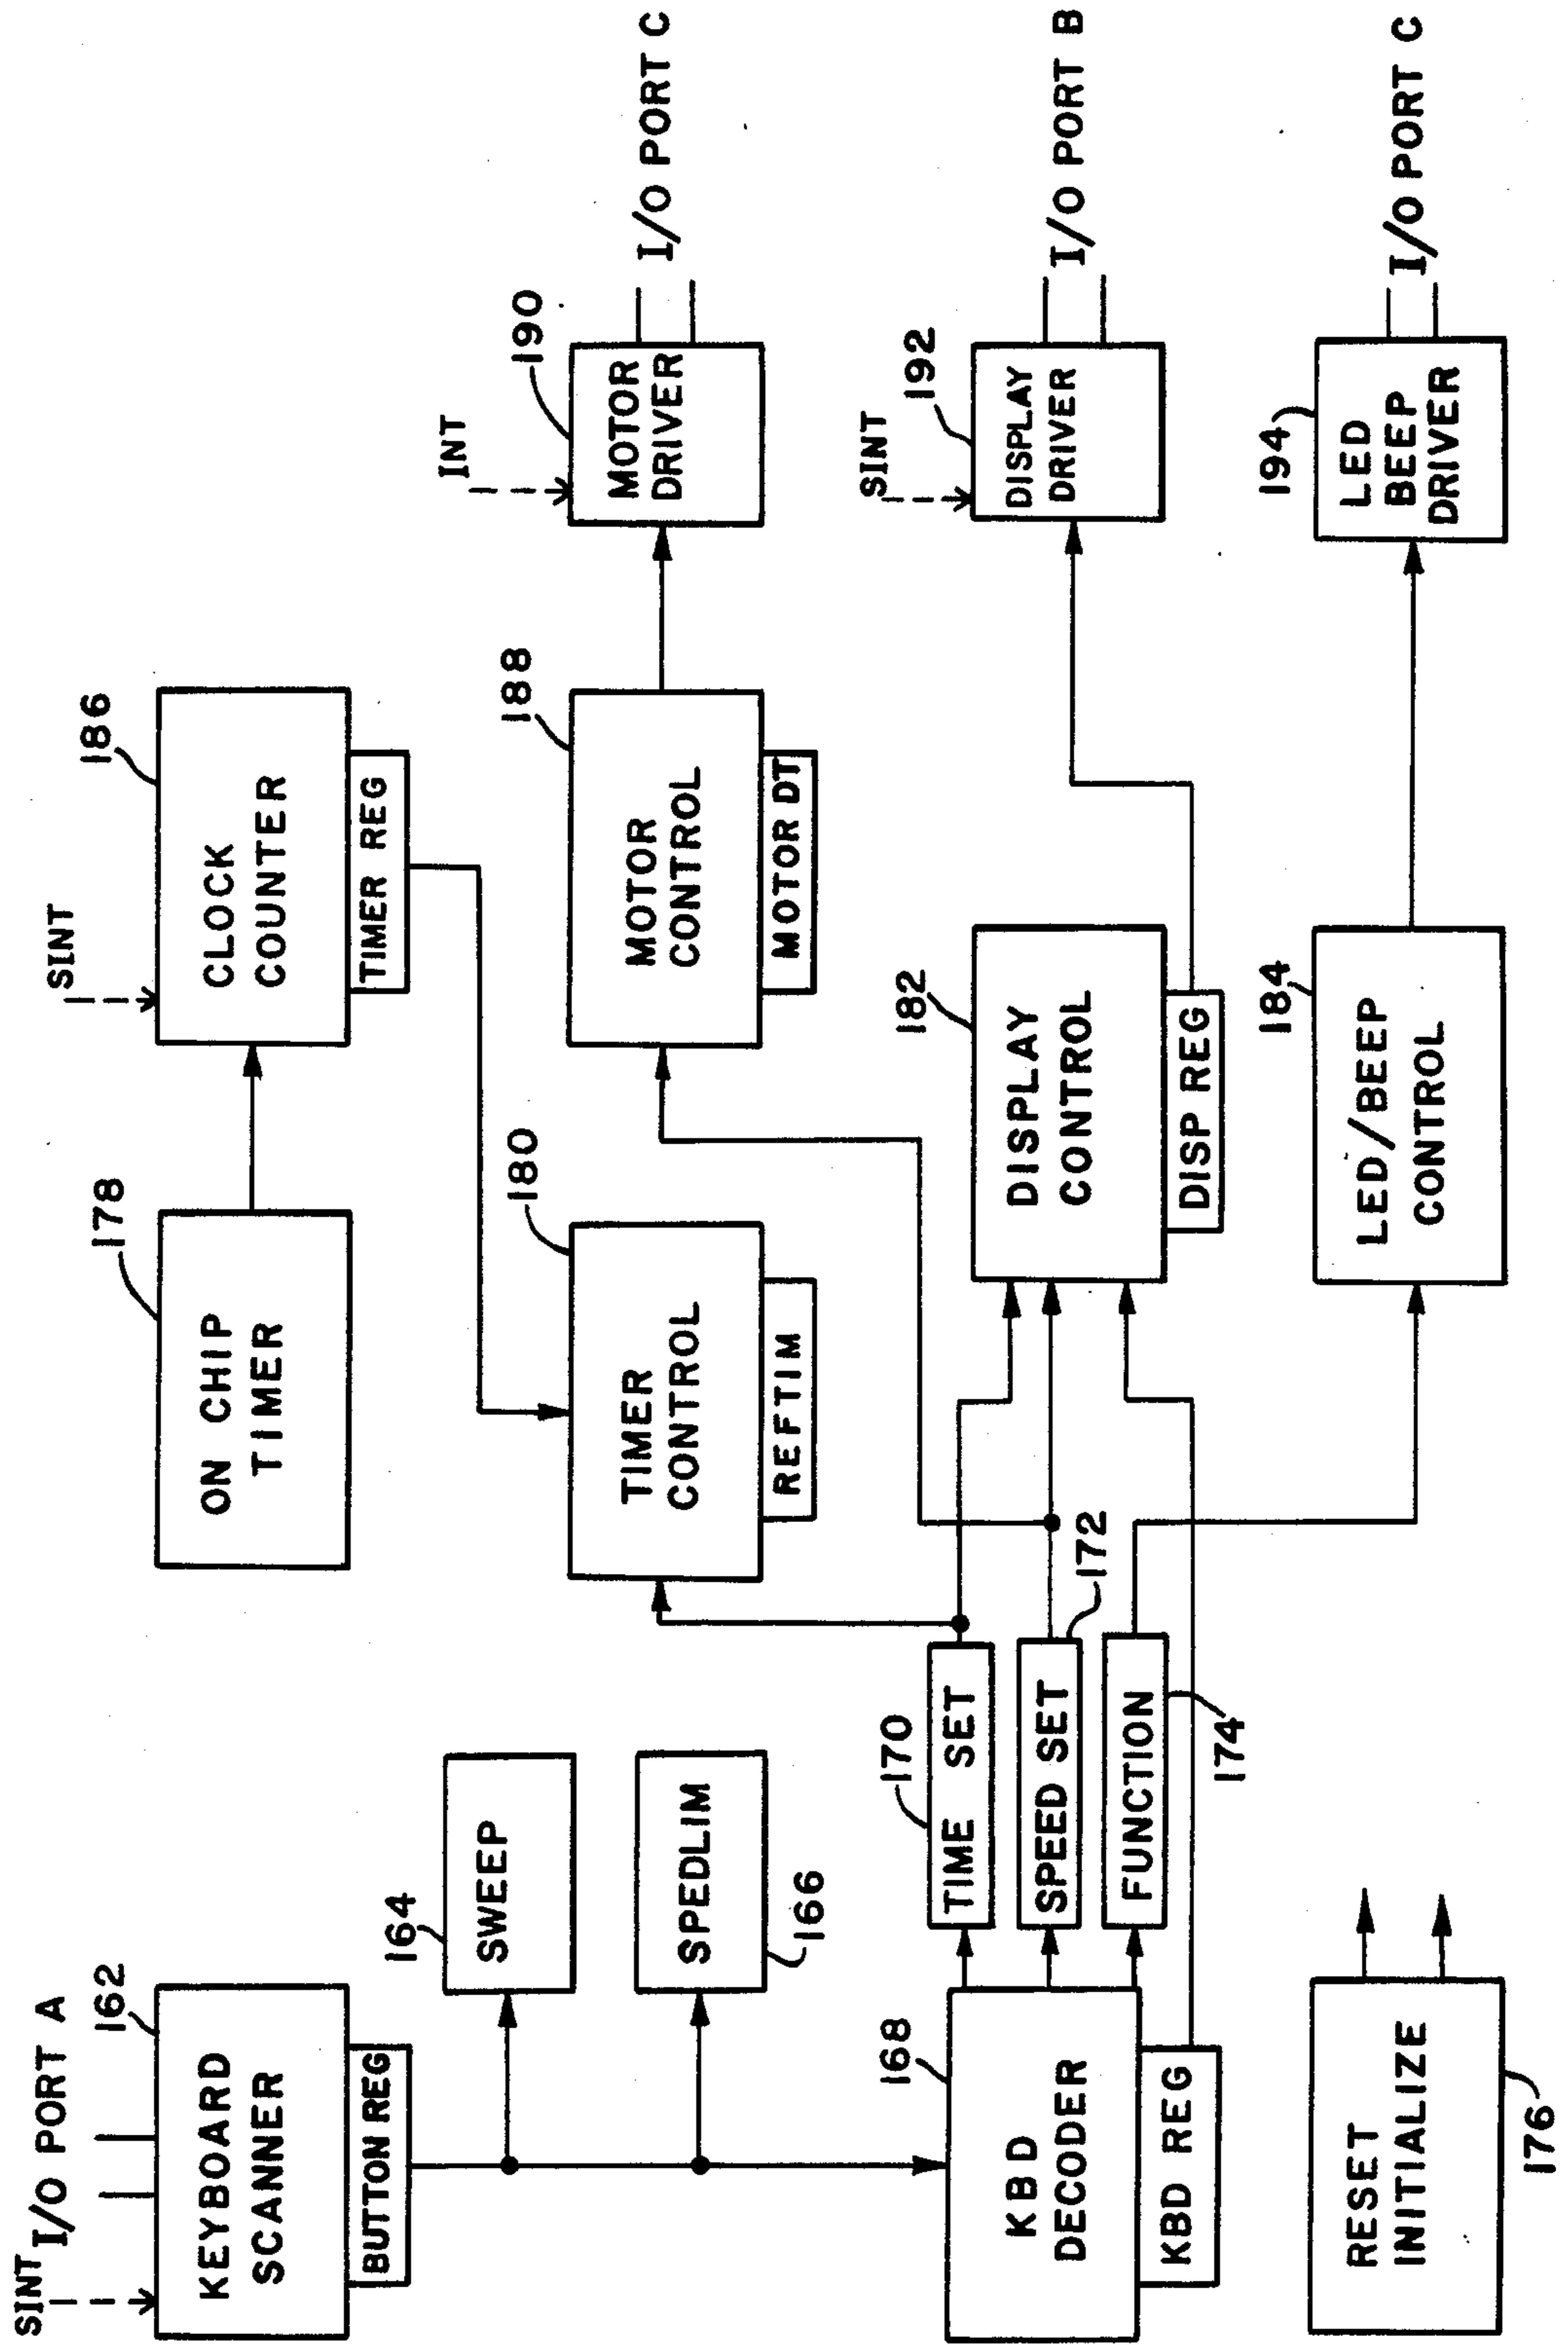 SINT
I/O PORT A
162
KEYBOARD
SCANNER
BUTTON REG
164
SWEEP
SPEDLIM
166
168
KBD
DECODER
KBD REG
170
TIME SET
SPEED SET
172
FUNCTION
174
RESET
INITIALIZE
176
178
ON CHIP
TIMER
SINT
186
CLOCK
COUNTER
TIMER REG
180
TIMER
CONTROL
REFTIM
188
MOTOR
CONTROL
MOTOR DT
INT
190
MOTOR
DRIVER
I/O PORT C
182
DISPLAY
CONTROL
DISP REG
SINT
192
DISPLAY
DRIVER
I/O PORT B
184
LED/BEEP
CONTROL
194
LED
BEEP
DRIVER
I/O PORT C